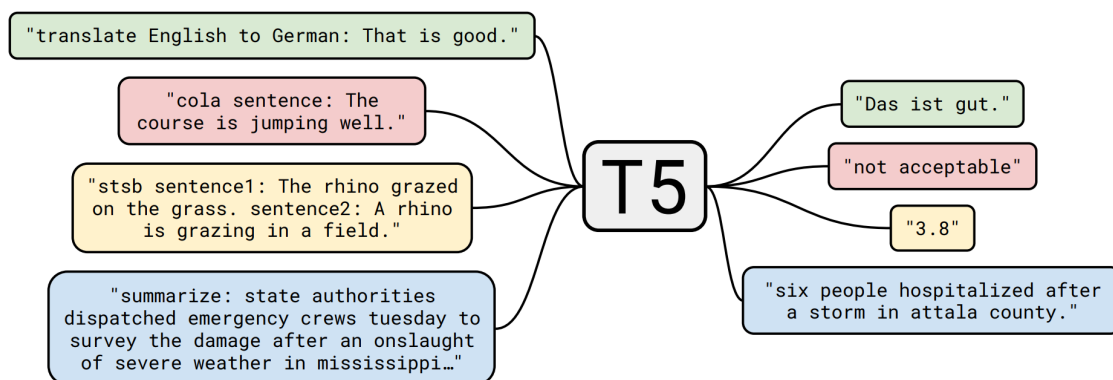 "translate English to German: That is good."
"cola sentence: The
course is jumping well."
"stsb sentence1: The rhino grazed
on the grass. sentence2: A rhino
is grazing in a field."
"summarize: state authorities
dispatched emergency crews tuesday to
survey the damage after an onslaught
of severe weather in mississippi…"
T5
"Das ist gut."
"not acceptable"
"3.8"
"six people hospitalized after
a storm in attala county."